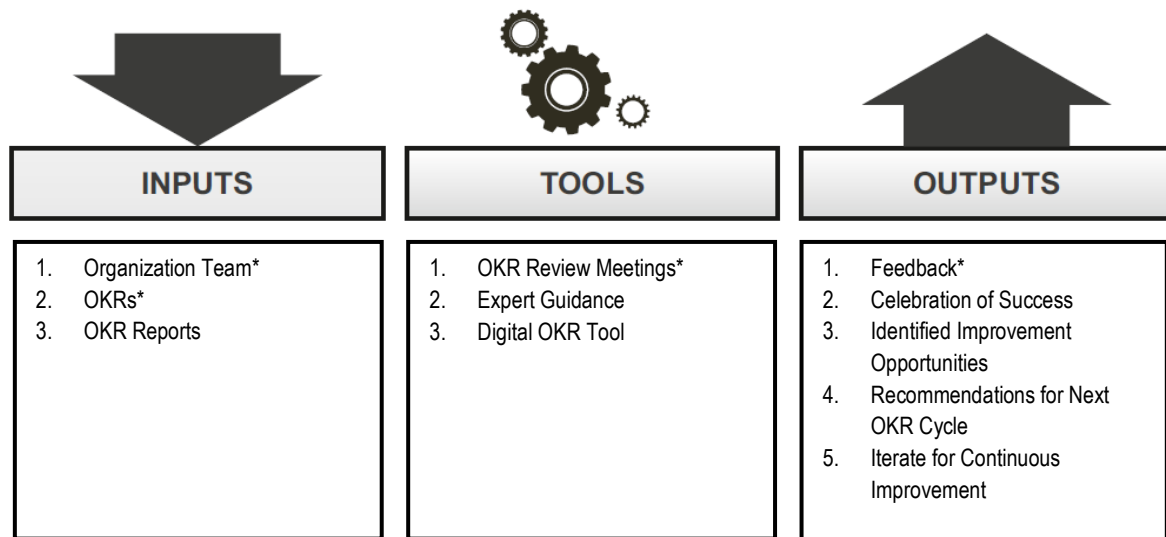 INPUTS
1. Organization Team*
2. OKRs*
3. OKR Reports
TOOLS
1. OKR Review Meetings*
2. Expert Guidance
3. Digital OKR Tool
OUTPUTS
1. Feedback*
2. Celebration of Success
3. Identified Improvement
Opportunities
4. Recommendations for Next
OKR Cycle
5. Iterate for Continuous
Improvement